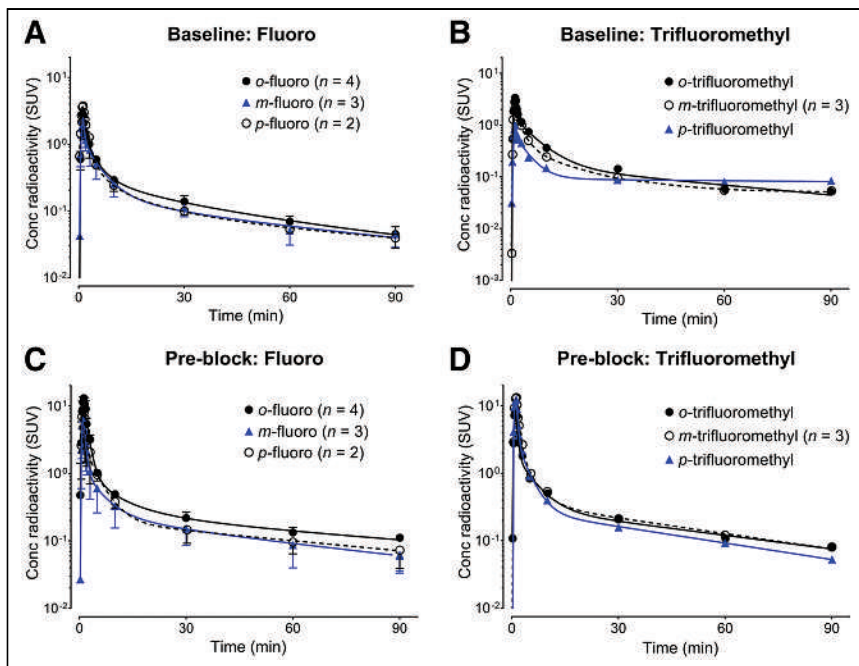 A
Baseline: Fluoro
Conc radioactivity (SUV)
10²
10¹
10⁰
10⁻¹
10⁻²
o-fluoro (n = 4)
m-fluoro (n = 3)
p-fluoro (n = 2)
0
30
60
90
Time (min)
B
Baseline: Trifluoromethyl
Conc radioactivity (SUV)
10²
10¹
10⁰
10⁻¹
10⁻²
10⁻³
o-trifluoromethyl
m-trifluoromethyl (n = 3)
p-trifluoromethyl
0
30
60
90
Time (min)
C
Pre-block: Fluoro
Conc radioactivity (SUV)
10²
10¹
10⁰
10⁻¹
10⁻²
o-fluoro (n = 4)
m-fluoro (n = 3)
p-fluoro (n = 2)
0
30
60
90
Time (min)
D
Pre-block: Trifluoromethyl
Conc radioactivity (SUV)
10²
10¹
10⁰
10⁻¹
10⁻²
o-trifluoromethyl
m-trifluoromethyl (n = 3)
p-trifluoromethyl
0
30
60
90
Time (min)